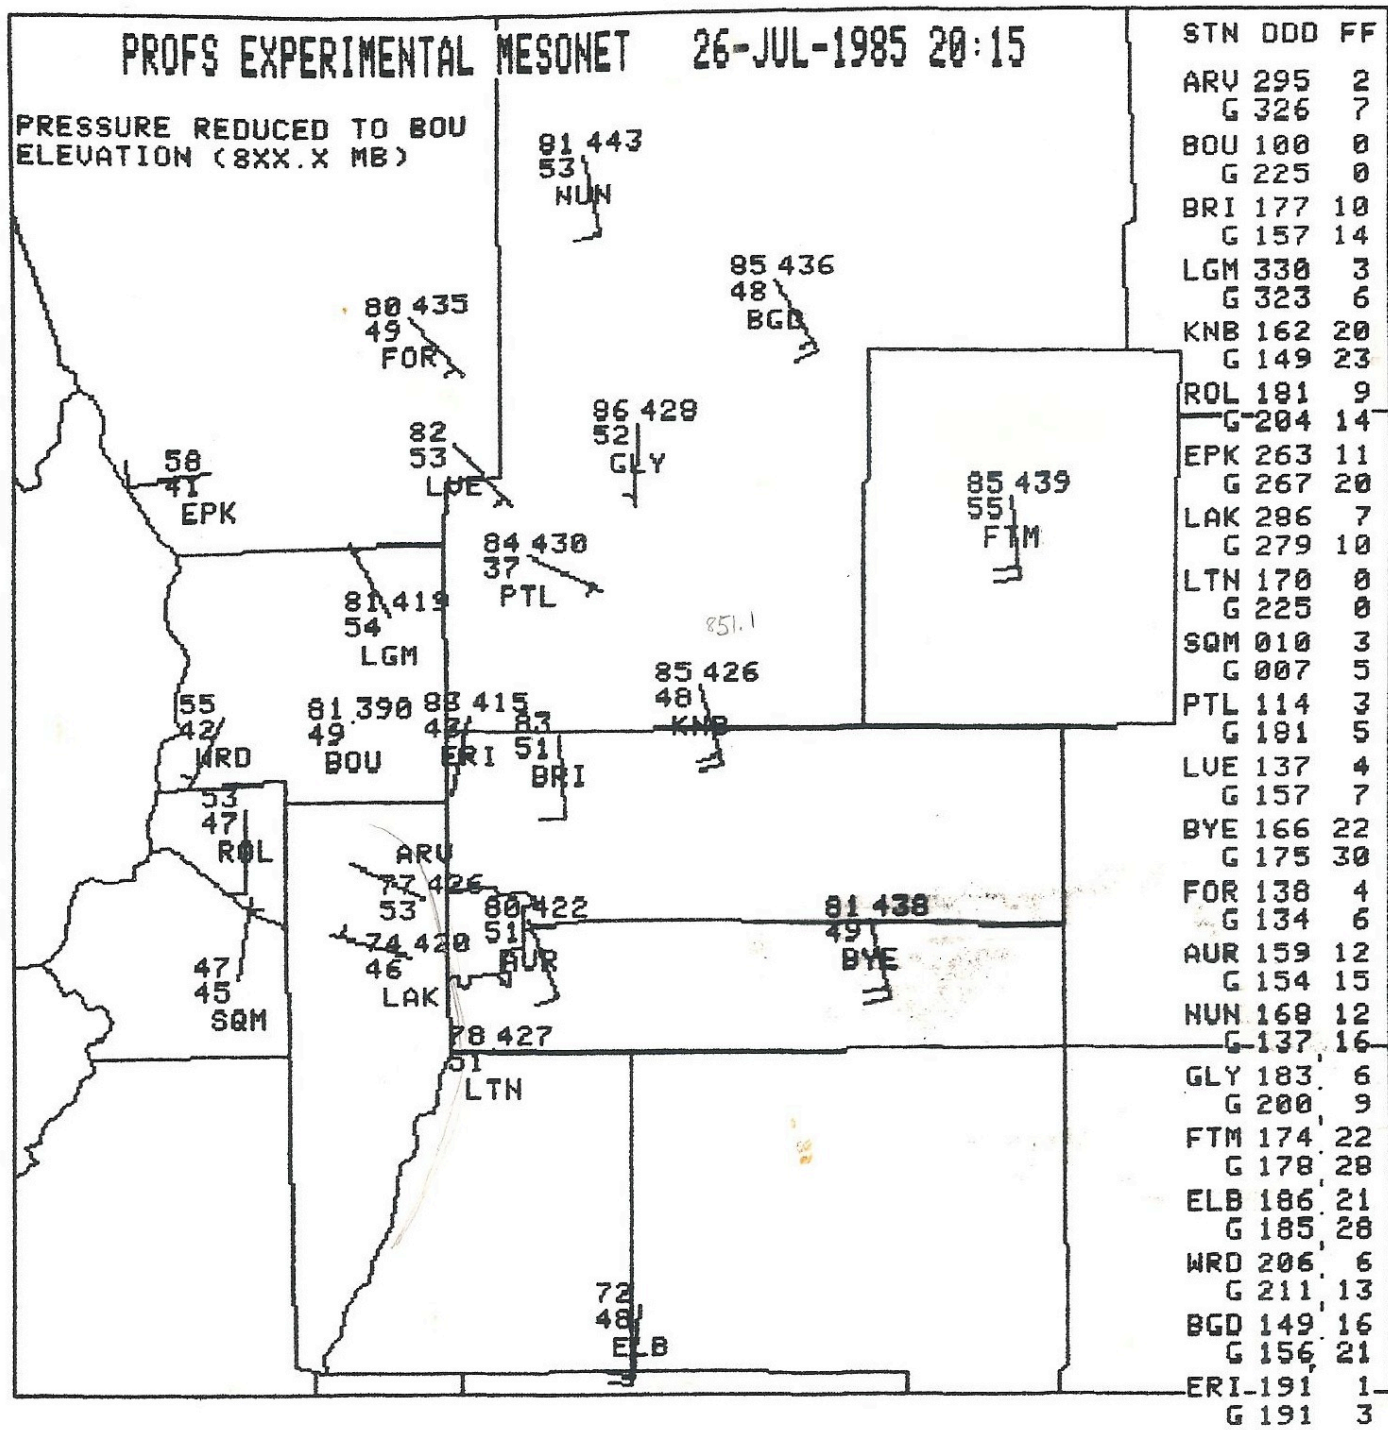 PROFS EXPERIMENTAL MESONET 26-JUL-1985 20:15
PRESSURE REDUCED TO BOU
ELEVATION (8XX.X MB)
81 443
53
NUN
85 436
48
BGD
80 435
49
FOR
86 428
52
GLY
82
53
LVE
58
41
EPK
85 439
55
FTM
84 430
37
PTL
81 419
54
LGM
851.1
85 426
48
KNB
55
42
WRD
81 390
49
BOU
83 415
ERI
83
51
BRI
53
47
ROL
ARV
77 426
53
80 422
51
AUR
81 438
49
BYE
74 420
46
LAK
47
45
SQM
78 427
51
LTN
72
48
ELB
STN DDD FF
ARV 295 2
G 326 7
BOU 100 0
G 225 0
BRI 177 10
G 157 14
LGM 330 3
G 323 6
KNB 162 20
G 149 23
ROL 181 9
G 204 14
EPK 263 11
G 267 20
LAK 286 7
G 279 10
LTN 170 0
G 225 0
SQM 010 3
G 007 5
PTL 114 3
G 181 5
LVE 137 4
G 157 7
BYE 166 22
G 175 30
FOR 138 4
G 134 6
AUR 159 12
G 154 15
NUN 168 12
G 137 16
GLY 183 6
G 200 9
FTM 174 22
G 178 28
ELB 186 21
G 185 28
WRD 206 6
G 211 13
BGD 149 16
G 156 21
ERI 191 1
G 191 3